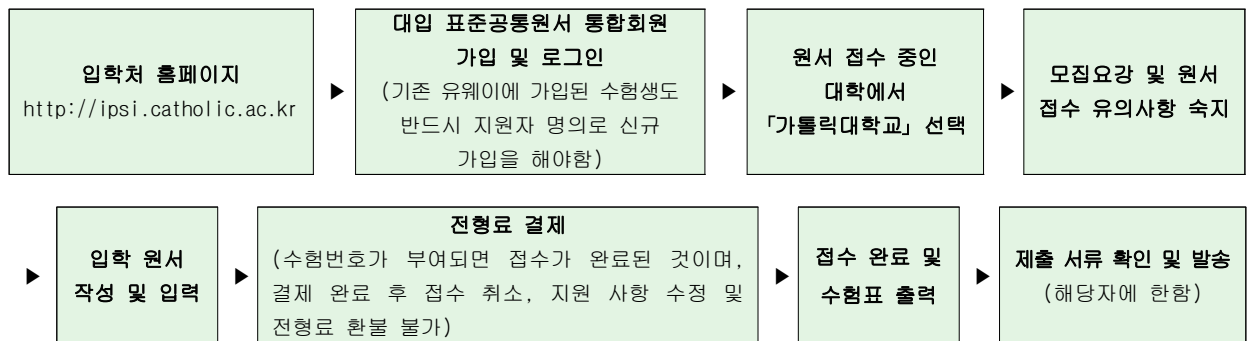 입학처 홈페이지
http://ipsi.catholic.ac.kr
▶
대입 표준공통원서 통합회원
가입 및 로그인
(기존 유웨이에 가입된 수험생도
반드시 지원자 명의로 신규
가입을 해야함)
▶
원서 접수 중인
대학에서
「가톨릭대학교」 선택
▶
모집요강 및 원서
접수 유의사항 숙지
▶
입학 원서
작성 및 입력
▶
전형료 결제
(수험번호가 부여되면 접수가 완료된 것이며,
결제 완료 후 접수 취소, 지원 사항 수정 및
전형료 환불 불가)
▶
접수 완료 및
수험표 출력
▶
제출 서류 확인 및 발송
(해당자에 한함)